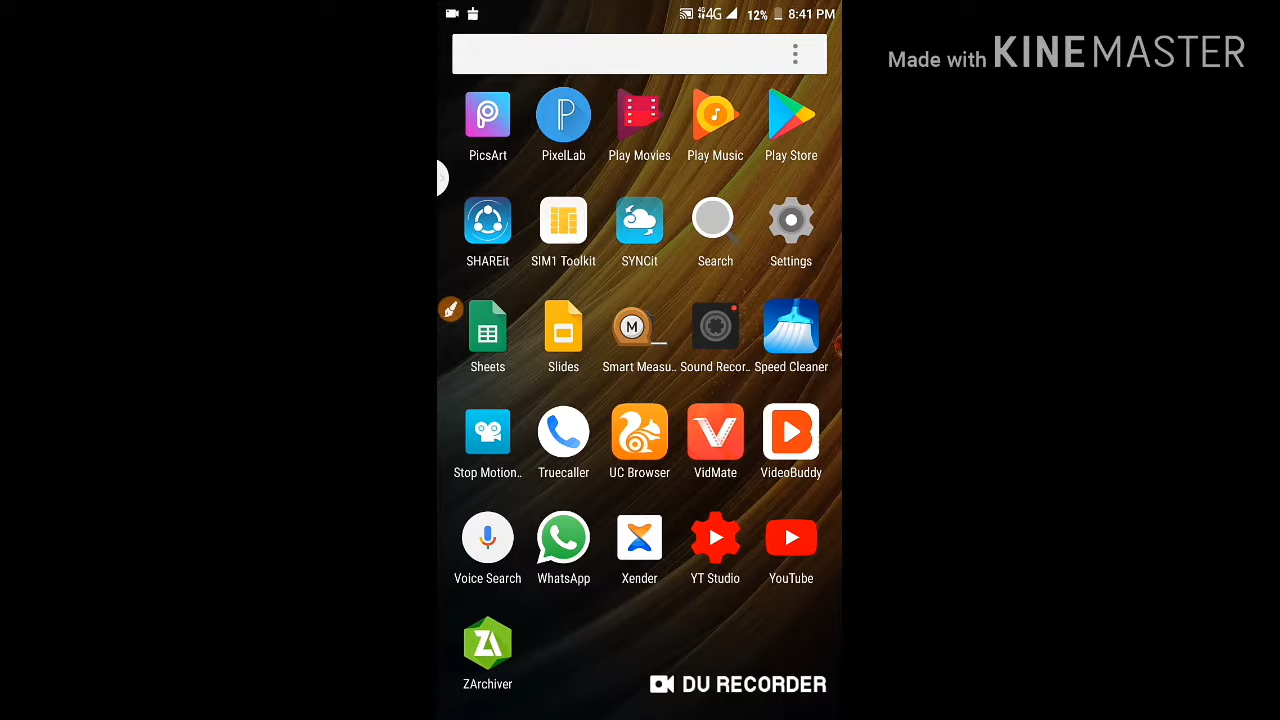 4G 12% 8:41 PM
Made with KINEMASTER
PicsArt PixelLab Play Movies Play Music Play Store
SHAREit SIM1 Toolkit SYNCit Search Settings
Sheets Slides Smart Measu.. Sound Recor.. Speed Cleaner
Stop Motion.. Truecaller UC Browser VidMate VideoBuddy
Voice Search WhatsApp Xender YT Studio YouTube
ZArchiver
DU RECORDER